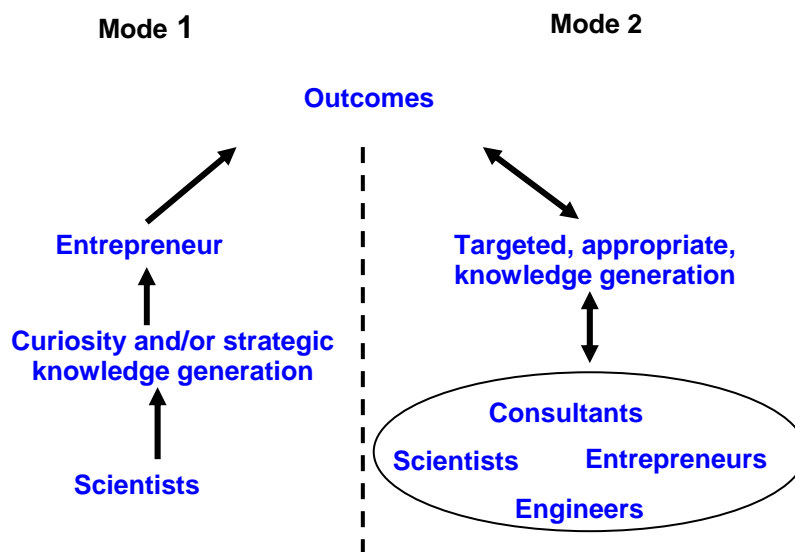 Mode 1
Mode 2
Outcomes
Entrepreneur
Targeted, appropriate,
knowledge generation
Curiosity and/or strategic
knowledge generation
Consultants
Scientists
Entrepreneurs
Scientists
Engineers